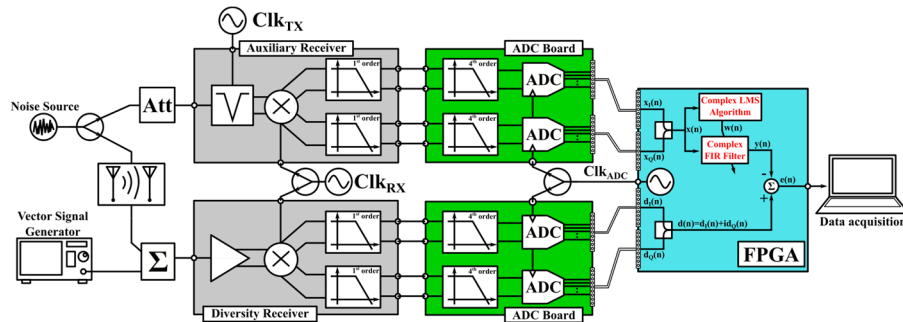 Clk_TX
Auxiliary Receiver
ADC Board
Noise Source
Att
1st order
4th order
ADC
1st order
4th order
ADC
x_I(n)
x_Q(n)
x(n)
Complex LMS
Algorithm
w(n)
Complex
FIR Filter
y(n)
-
Σ
+
e(n)
Clk_RX
Clk_ADC
Data acquisition
Vector Signal
Generator
Σ
1st order
4th order
ADC
1st order
4th order
ADC
d_I(n)
d_Q(n)
d(n)=d_I(n)+id_Q(n)
FPGA
Diversity Receiver
ADC Board